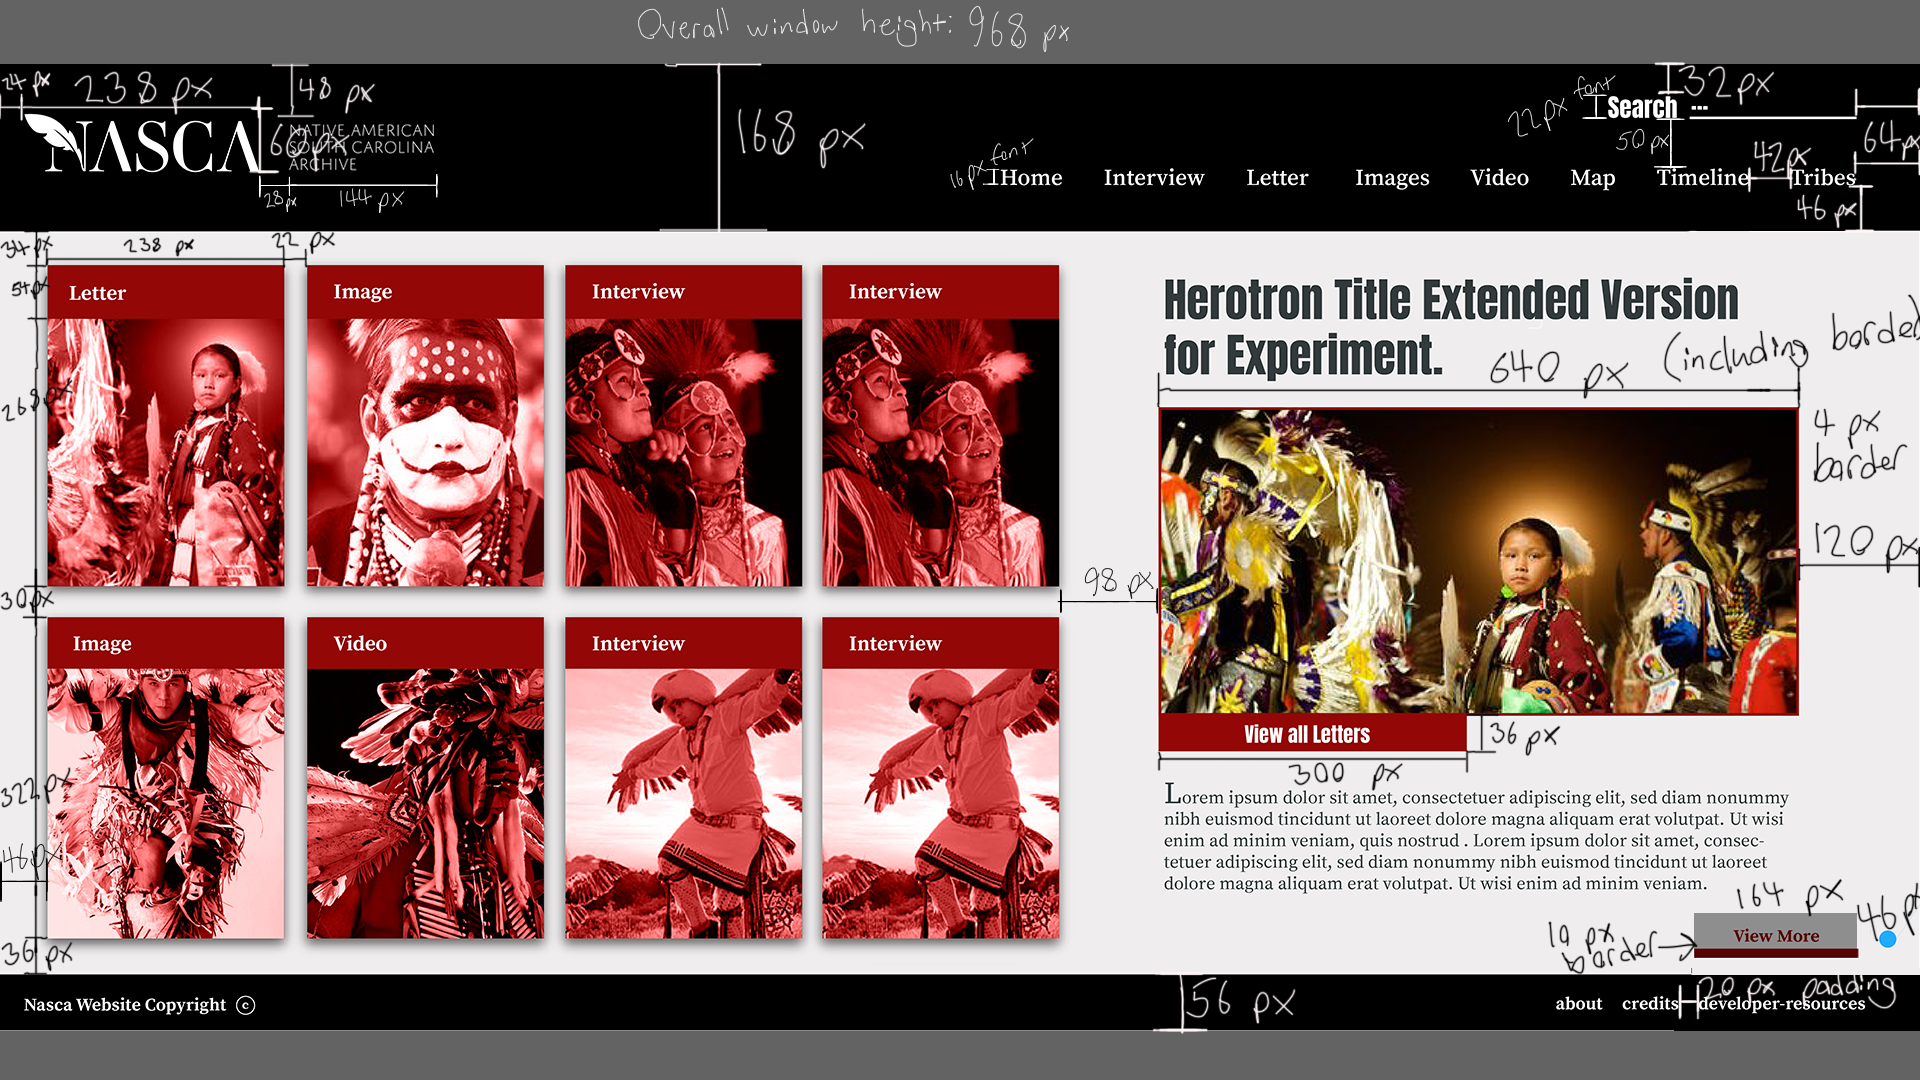 Overall window height: 968 px
24 px
238 px
48 px
32 px
168 px
22 px font
Search ...
NASCA
60 px
NATIVE AMERICAN
SOUTH CAROLINA
ARCHIVE
50 px
42 px
64 px
16 px font
Home Interview Letter Images Video Map Timeline Tribes
28 px
144 px
46 px
34 px
238 px
22 px
54 px
Letter
Image
Interview
Interview
Herotron Title Extended Version
for Experiment.
640 px (including border)
268 px
4 px
border
120 px
98 px
30 px
Image
Video
Interview
Interview
View all Letters
36 px
300 px
322 px
Lorem ipsum dolor sit amet, consectetuer adipiscing elit, sed diam nonummy
nibh euismod tincidunt ut laoreet dolore magna aliquam erat volutpat. Ut wisi
enim ad minim veniam, quis nostrud . Lorem ipsum dolor sit amet, consec-
tetuer adipiscing elit, sed diam nonummy nibh euismod tincidunt ut laoreet
dolore magna aliquam erat volutpat. Ut wisi enim ad minim veniam.
46 px
164 px
46 px
View More
10 px
border
36 px
20 px padding
Nasca Website Copyright ©
56 px
about credits developer-resources